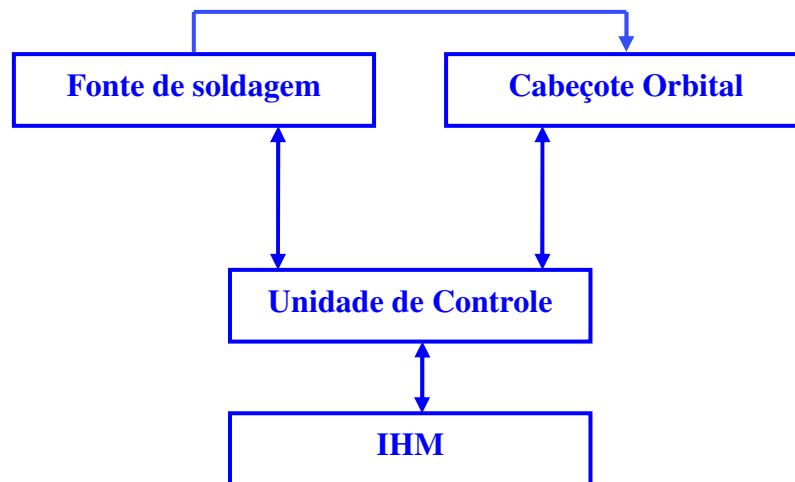 Fonte de soldagem
Cabeçote Orbital
Unidade de Controle
IHM